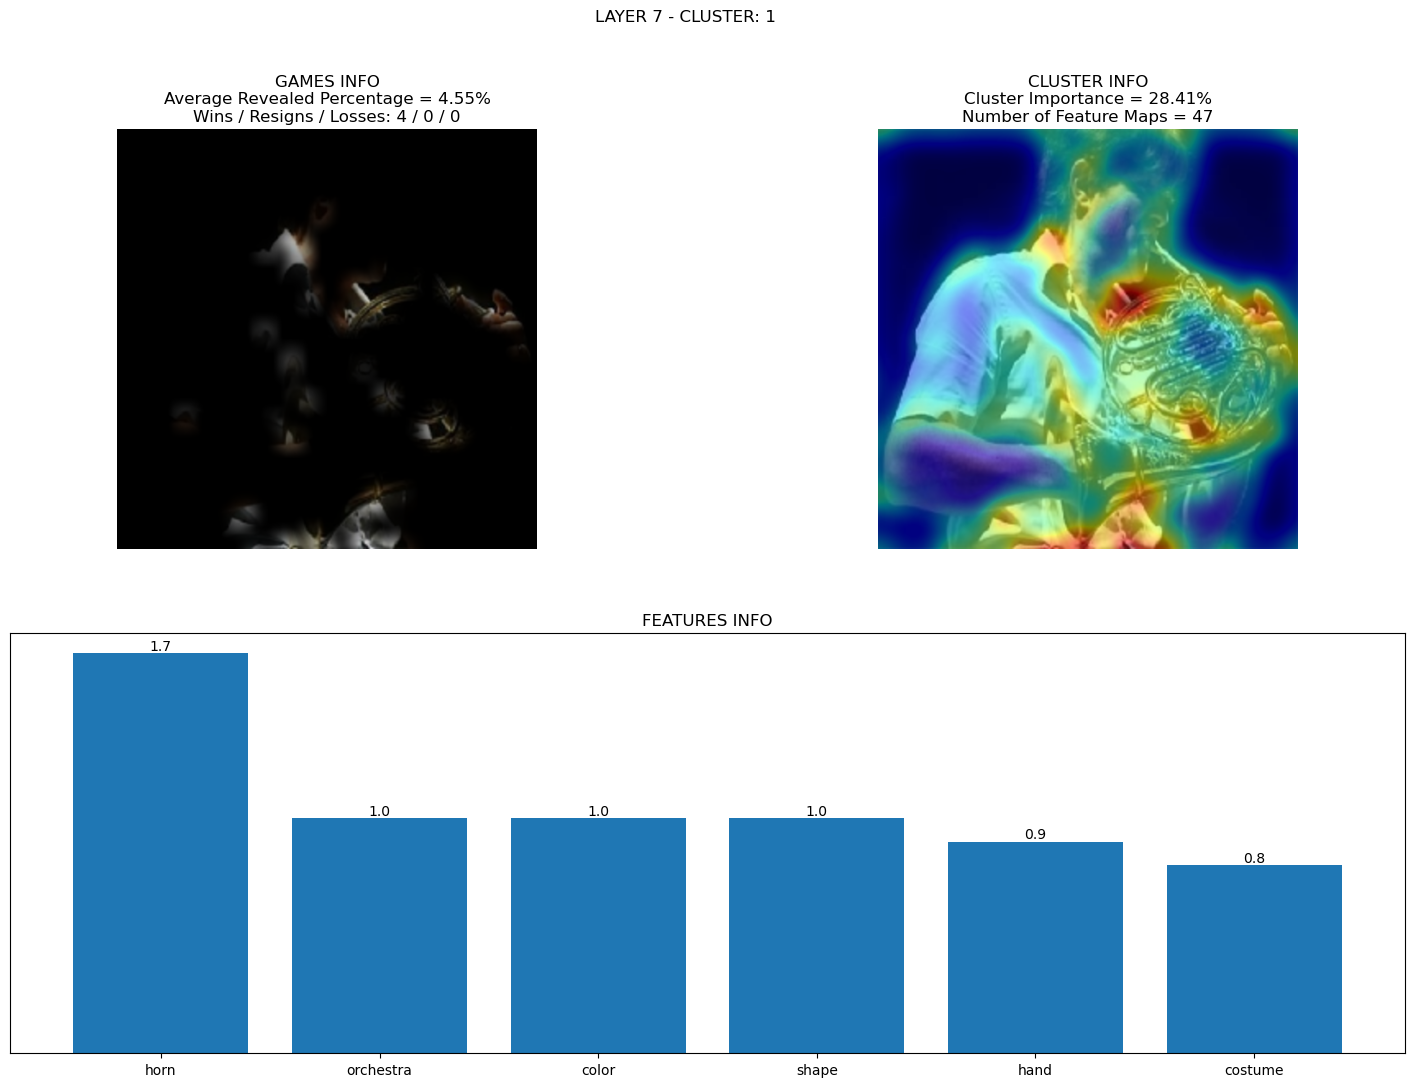 LAYER 7 - CLUSTER: 1
GAMES INFO
Average Revealed Percentage = 4.55%
Wins / Resigns / Losses: 4 / 0 / 0
CLUSTER INFO
Cluster Importance = 28.41%
Number of Feature Maps = 47
FEATURES INFO
1.7
1.0
1.0
1.0
0.9
0.8
horn
orchestra
color
shape
hand
costume